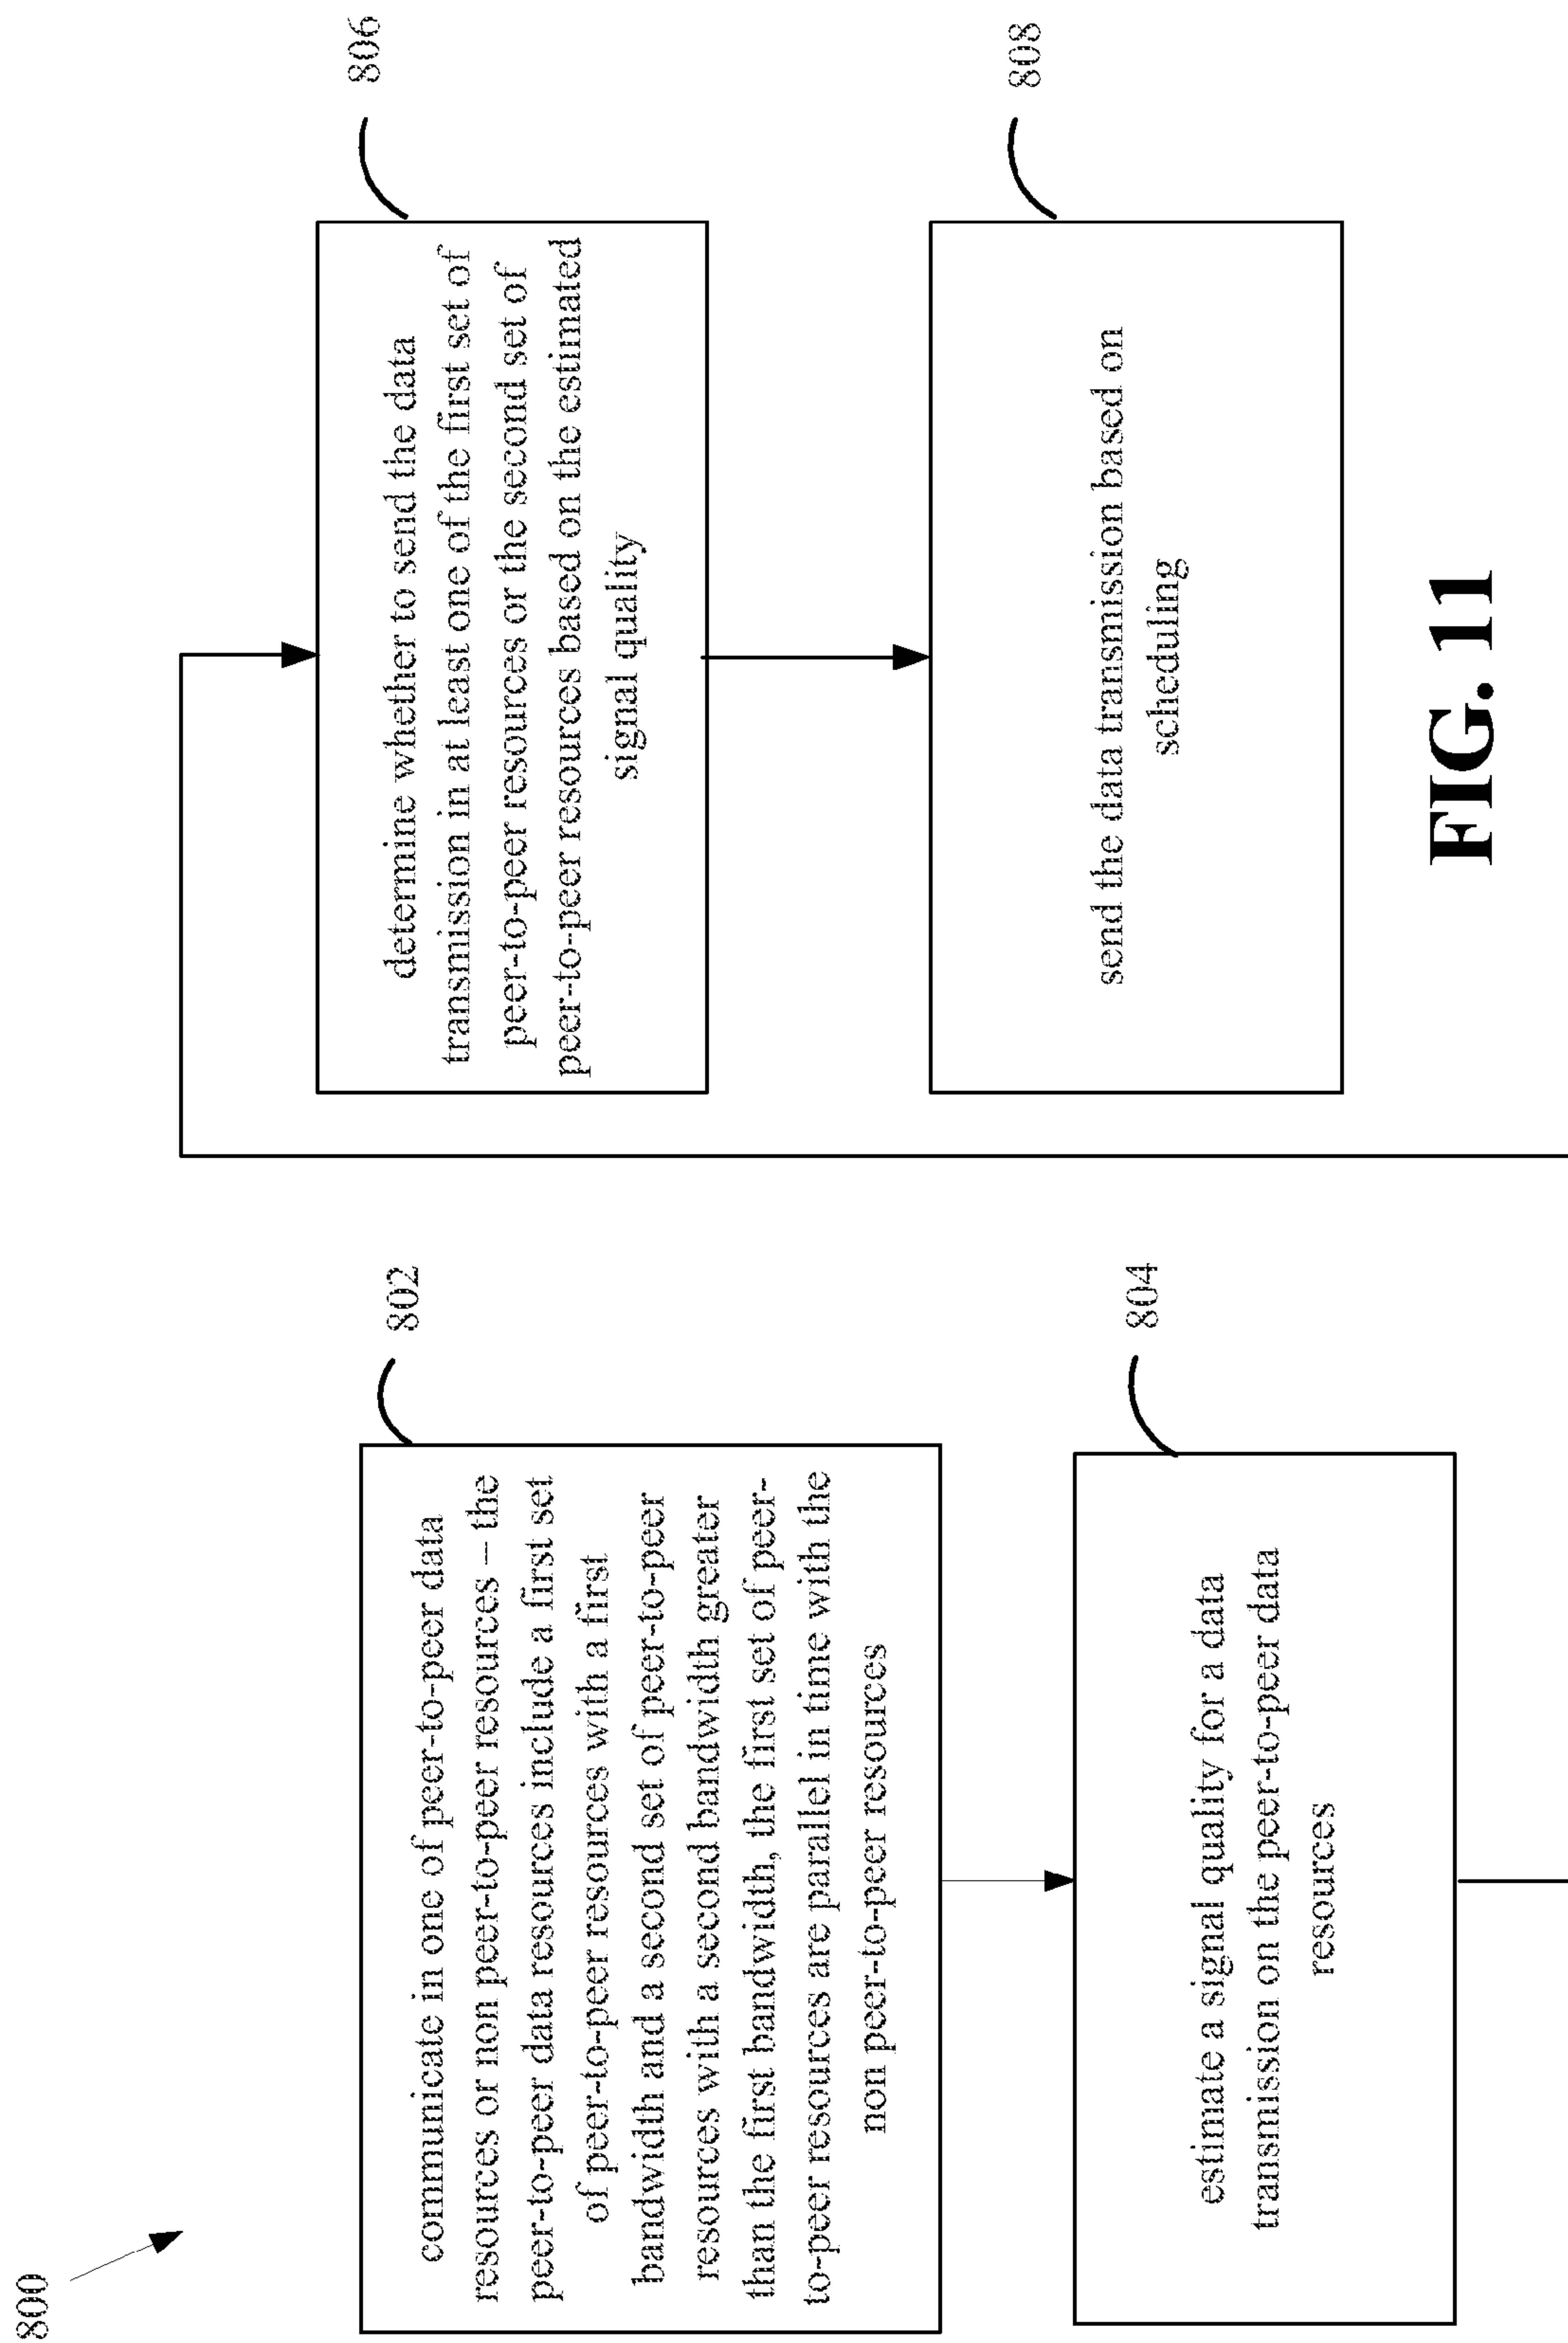 800
802
communicate in one of peer-to-peer data
resources or non peer-to-peer resources – the
peer-to-peer data resources include a first set
of peer-to-peer resources with a first
bandwidth and a second set of peer-to-peer
resources with a second bandwidth greater
than the first bandwidth, the first set of peer-
to-peer resources are parallel in time with the
non peer-to-peer resources
804
estimate a signal quality for a data
transmission on the peer-to-peer data
resources
806
determine whether to send the data
transmission in at least one of the first set of
peer-to-peer resources or the second set of
peer-to-peer resources based on the estimated
signal quality
808
send the data transmission based on
scheduling
FIG. 11